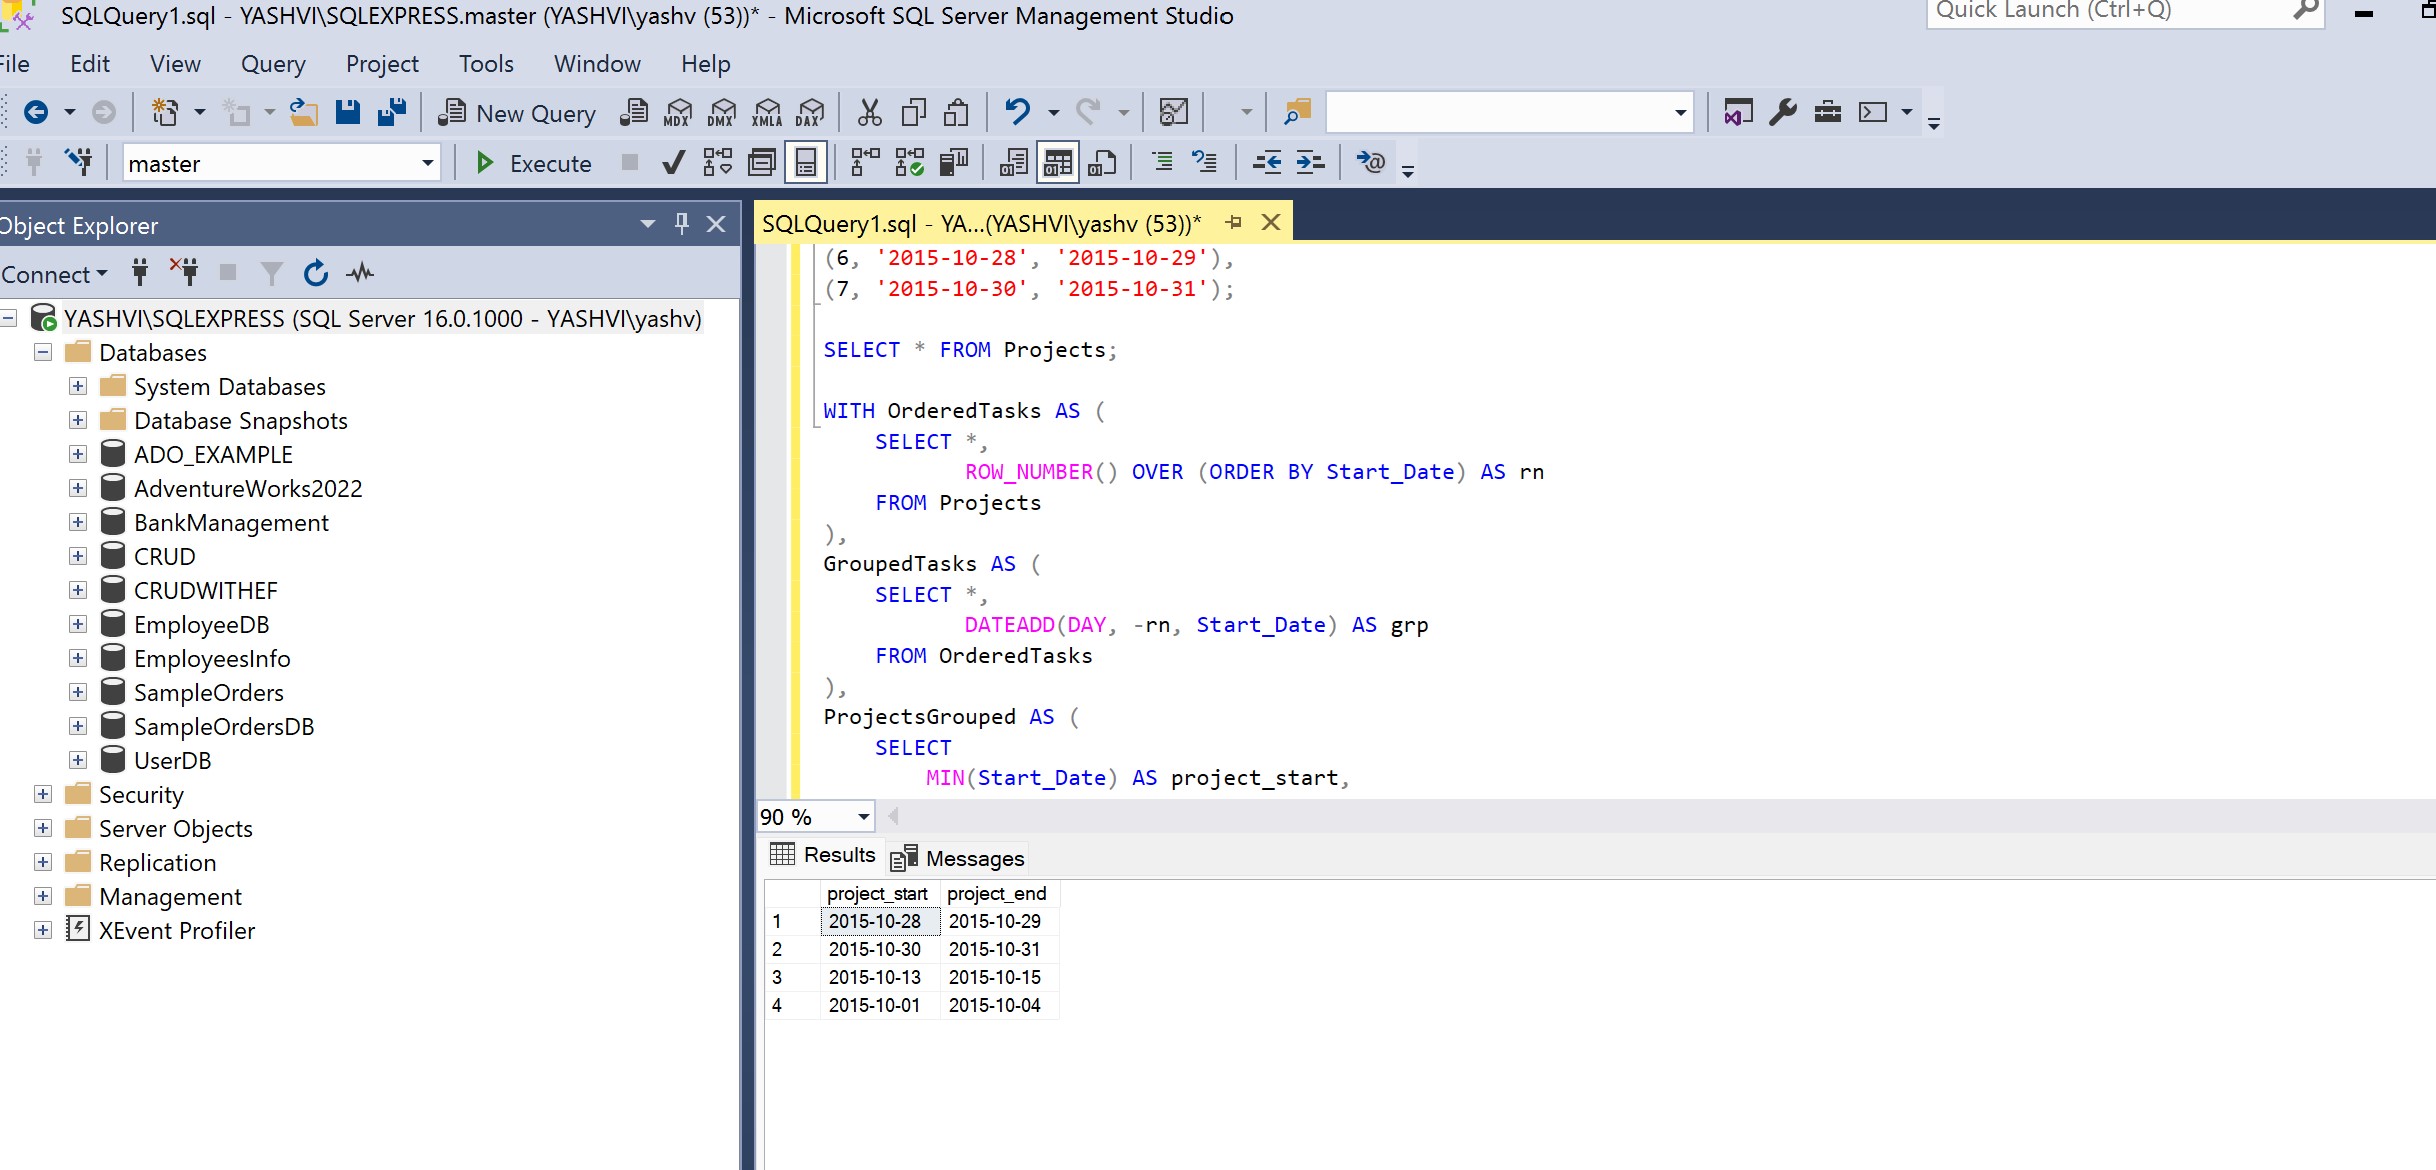 SQLQuery1.sql - YASHVI\SQLEXPRESS.master (YASHVI\yashv (53))* - Microsoft SQL Server Management Studio
Quick Launch (Ctrl+Q)
File Edit View Query Project Tools Window Help
New Query MDX DMX XMLA DAX
master Execute
Object Explorer
Connect
YASHVI\SQLEXPRESS (SQL Server 16.0.1000 - YASHVI\yashv)
Databases
System Databases
Database Snapshots
ADO_EXAMPLE
AdventureWorks2022
BankManagement
CRUD
CRUDWITHEF
EmployeeDB
EmployeesInfo
SampleOrders
SampleOrdersDB
UserDB
Security
Server Objects
Replication
Management
XEvent Profiler
SQLQuery1.sql - YA...(YASHVI\yashv (53))*
(6, '2015-10-28', '2015-10-29'),
(7, '2015-10-30', '2015-10-31');
SELECT * FROM Projects;
WITH OrderedTasks AS (
SELECT *,
ROW_NUMBER() OVER (ORDER BY Start_Date) AS rn
FROM Projects
),
GroupedTasks AS (
SELECT *,
DATEADD(DAY, -rn, Start_Date) AS grp
FROM OrderedTasks
),
ProjectsGrouped AS (
SELECT
MIN(Start_Date) AS project_start,
90 %
Results Messages
project_start project_end
1 2015-10-28 2015-10-29
2 2015-10-30 2015-10-31
3 2015-10-13 2015-10-15
4 2015-10-01 2015-10-04